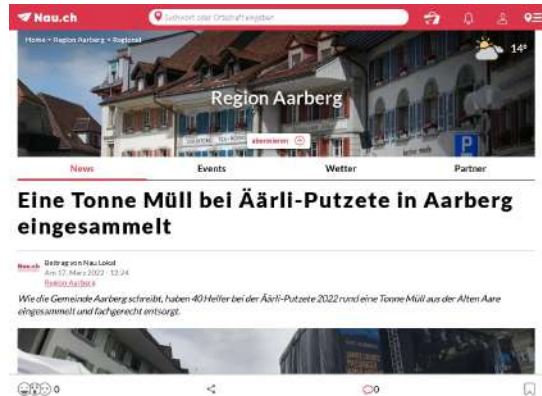 Nau.ch
Suchwort oder Ortschaft eingeben
Home • Region Aarberg • Regional
14°
Region Aarberg
abonnieren
P
News Events Wetter Partner
Eine Tonne Müll bei Äärli-Putzete in Aarberg
eingesammelt
Nau.ch
Beitrag von Nau Lokal
Am 17. März 2022 - 12:24
Region Aarberg
Wie die Gemeinde Aarberg schreibt, haben 40 Helfer bei der Äärli-Putzete 2022 rund eine Tonne Müll aus der Alten Aare
eingesammelt und fachgerecht entsorgt.
0 0